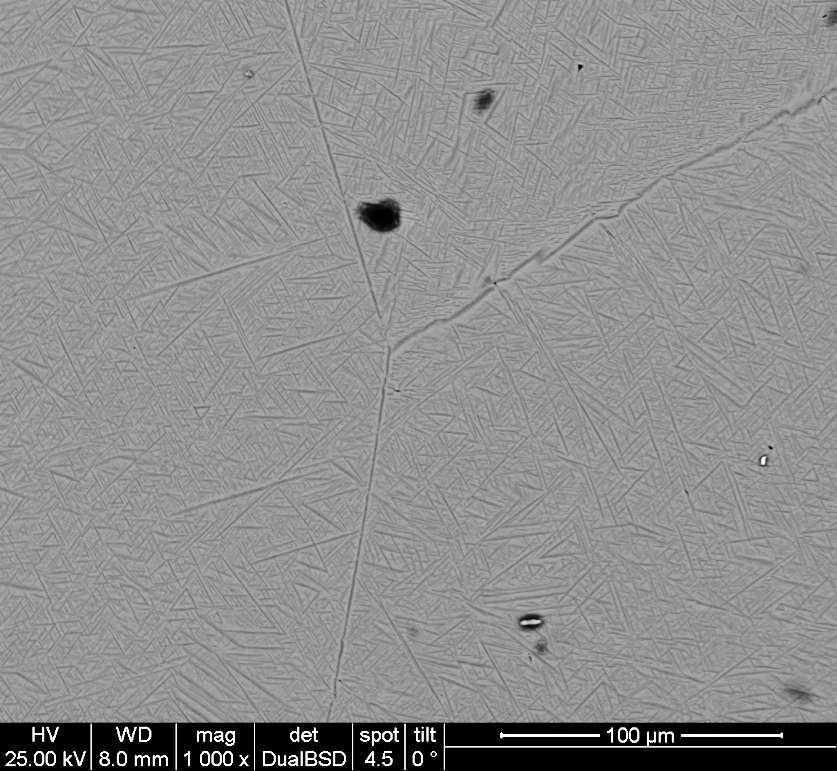 HV WD mag det spot tilt
25.00 kV 8.0 mm 1 000 x DualBSD 4.5 0 °
100 µm